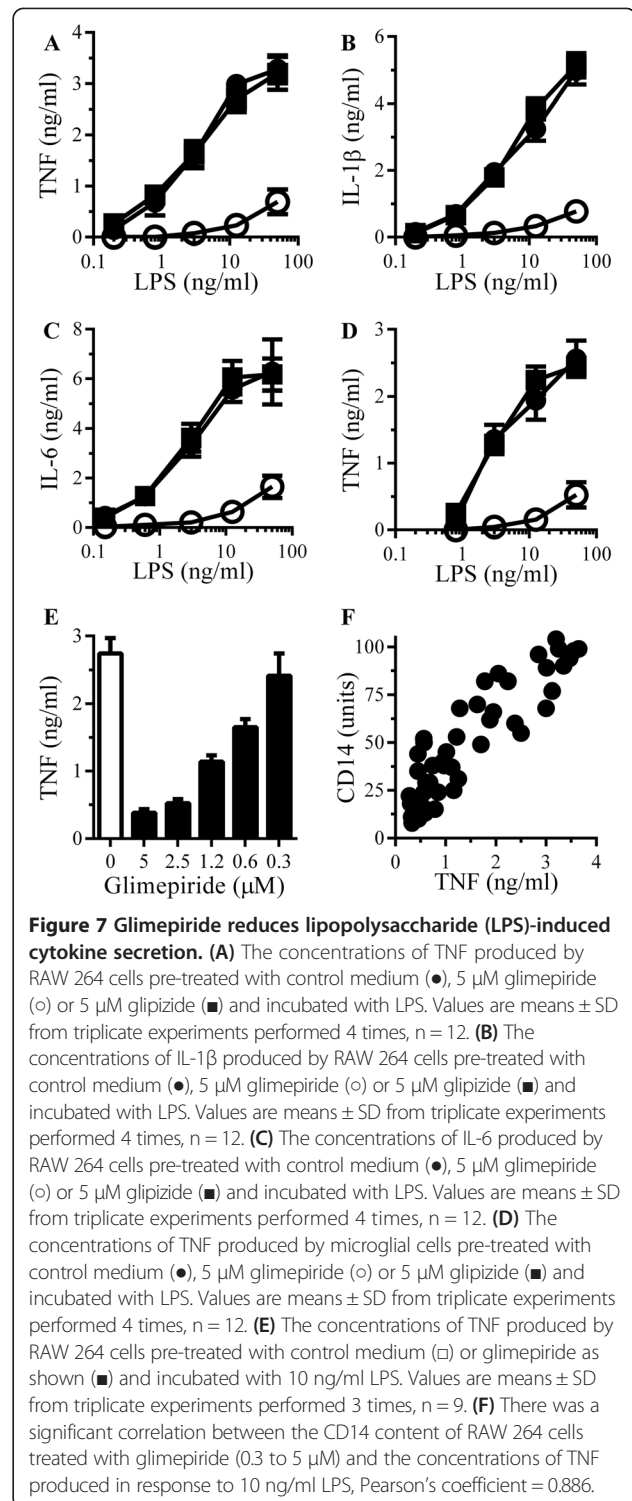 A
TNF (ng/ml)
4
3
2
1
0
0.1 1 10 100
LPS (ng/ml)
B
IL-1β (ng/ml)
6
4
2
0
0.1 1 10 100
LPS (ng/ml)
C
IL-6 (ng/ml)
8
6
4
2
0
0.1 1 10 100
LPS (ng/ml)
D
TNF (ng/ml)
3
2
1
0
0.1 1 10 100
LPS (ng/ml)
E
TNF (ng/ml)
3
2
1
0
0 5 2.5 1.2 0.6 0.3
Glimepiride (µM)
F
CD14 (units)
100
75
50
25
0
0 1 2 3 4
TNF (ng/ml)
Figure 7 Glimepiride reduces lipopolysaccharide (LPS)-induced
cytokine secretion. (A) The concentrations of TNF produced by
RAW 264 cells pre-treated with control medium (●), 5 µM glimepiride
(○) or 5 µM glipizide (■) and incubated with LPS. Values are means ± SD
from triplicate experiments performed 4 times, n = 12. (B) The
concentrations of IL-1β produced by RAW 264 cells pre-treated with
control medium (●), 5 µM glimepiride (○) or 5 µM glipizide (■) and
incubated with LPS. Values are means ± SD from triplicate experiments
performed 4 times, n = 12. (C) The concentrations of IL-6 produced by
RAW 264 cells pre-treated with control medium (●), 5 µM glimepiride
(○) or 5 µM glipizide (■) and incubated with LPS. Values are means ± SD
from triplicate experiments performed 4 times, n = 12. (D) The
concentrations of TNF produced by microglial cells pre-treated with
control medium (●), 5 µM glimepiride (○) or 5 µM glipizide (■) and
incubated with LPS. Values are means ± SD from triplicate experiments
performed 4 times, n = 12. (E) The concentrations of TNF produced by
RAW 264 cells pre-treated with control medium (□) or glimepiride as
shown (■) and incubated with 10 ng/ml LPS. Values are means ± SD
from triplicate experiments performed 3 times, n = 9. (F) There was a
significant correlation between the CD14 content of RAW 264 cells
treated with glimepiride (0.3 to 5 µM) and the concentrations of TNF
produced in response to 10 ng/ml LPS, Pearson's coefficient = 0.886.